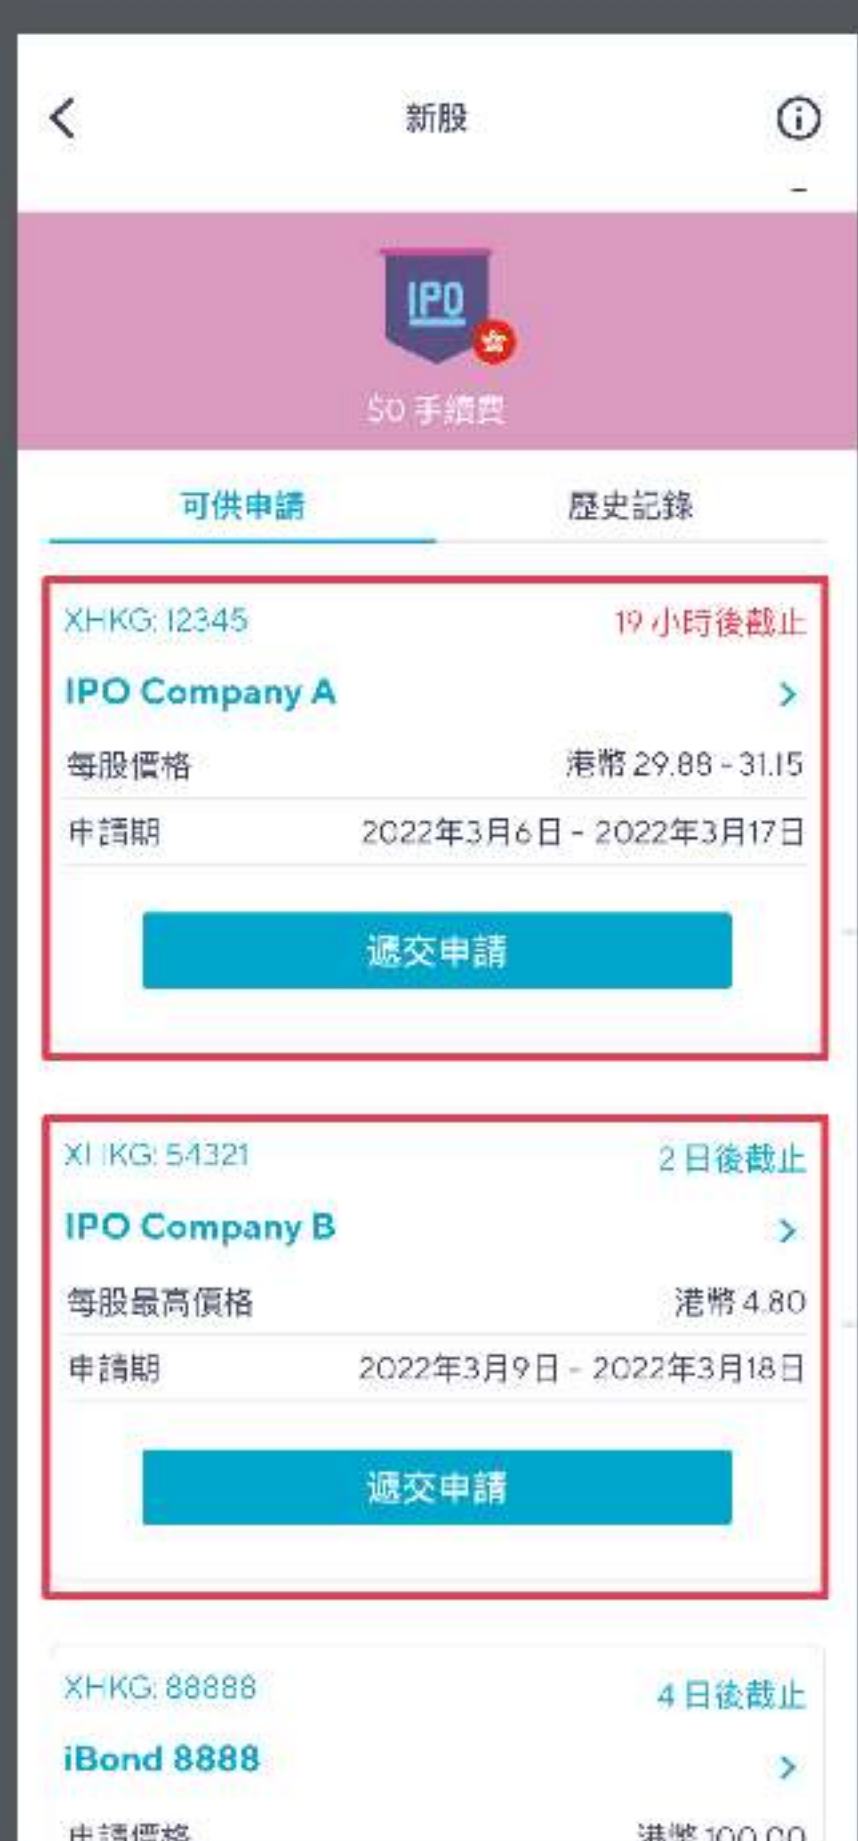 新股
IPO
$0 手續費
可供申請 歷史記錄
XHKG: 12345 19 小時後截止
IPO Company A
每股價格 港幣 29.88 - 31.15
申請期 2022年3月6日 - 2022年3月17日
遞交申請
XHKG: 54321 2 日後截止
IPO Company B
每股最高價格 港幣 4.80
申請期 2022年3月9日 - 2022年3月18日
遞交申請
XHKG: 88888 4 日後截止
iBond 8888
申請價格 港幣 100.00